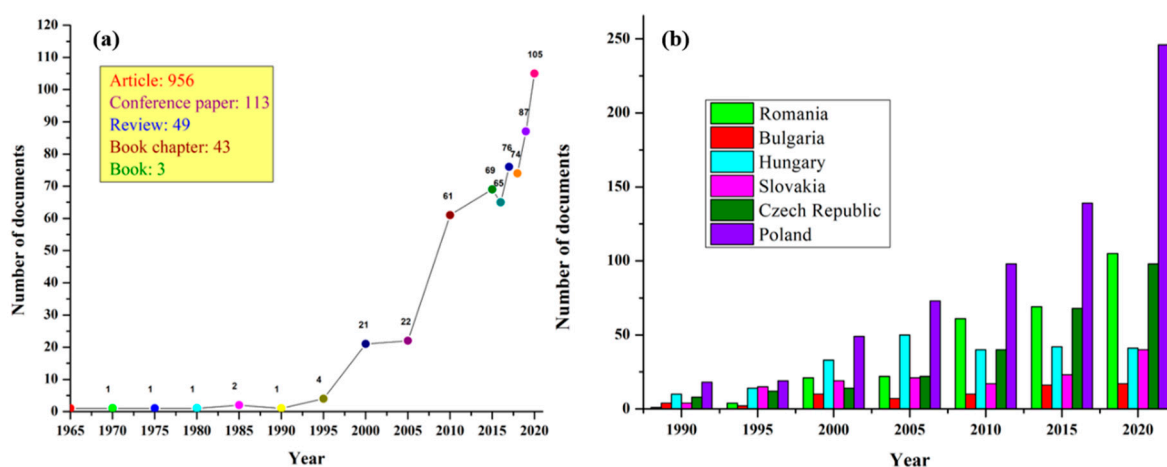 (a)
Article: 956
Conference paper: 113
Review: 49
Book chapter: 43
Book: 3
Number of documents
120
110
100
90
80
70
60
50
40
30
20
10
0
1 1 1 2 1 4 21 22 61 69 65 76 74 87 105
1965 1970 1975 1980 1985 1990 1995 2000 2005 2010 2015 2020
Year
(b)
Romania
Bulgaria
Hungary
Slovakia
Czech Republic
Poland
Number of documents
250
200
150
100
50
0
1990 1995 2000 2005 2010 2015 2020
Year